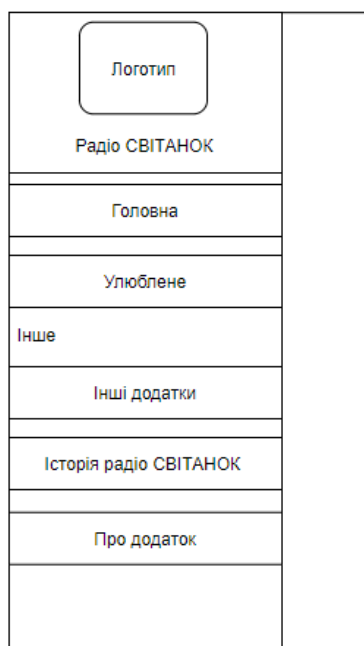 Логотип
Радіо СВІТАНОК
Головна
Улюблене
Інше
Інші додатки
Історія радіо СВІТАНОК
Про додаток